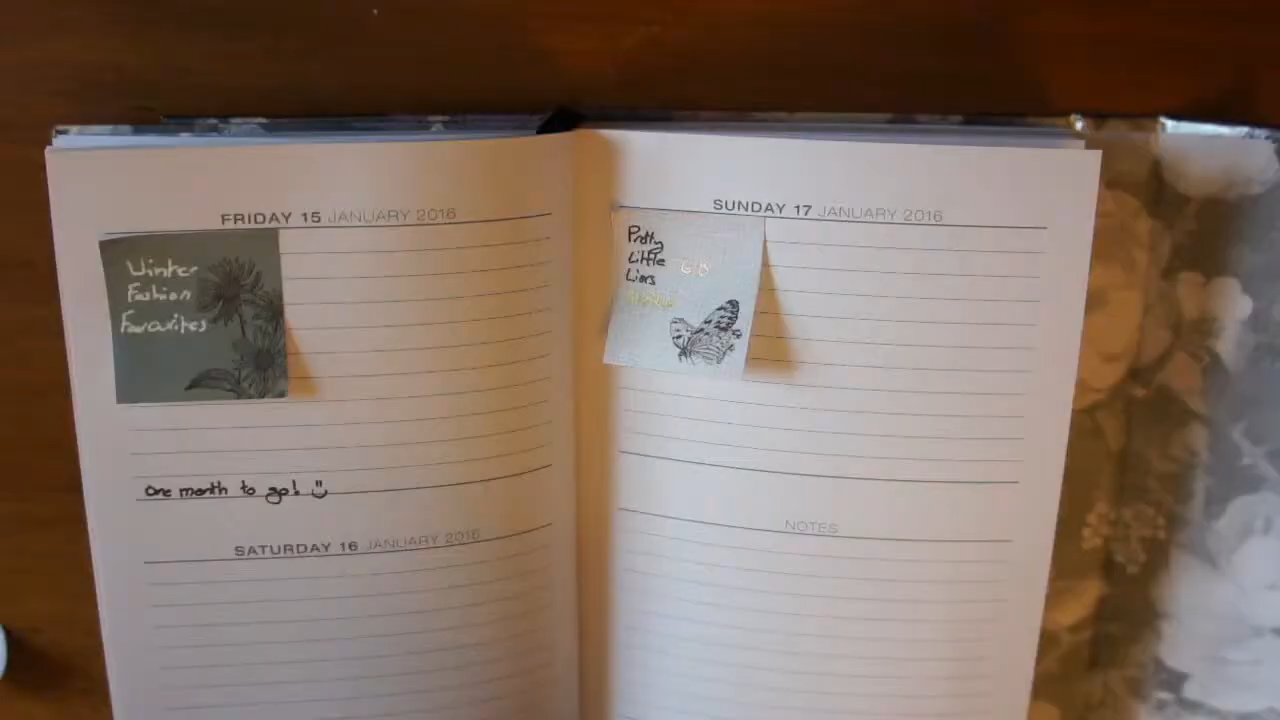 FRIDAY 15 JANUARY 2016
Winter
Fashion
Favourites
One month to go! :)
SATURDAY 16 JANUARY 2016
SUNDAY 17 JANUARY 2016
Pretty
Little
Liars
NOTES